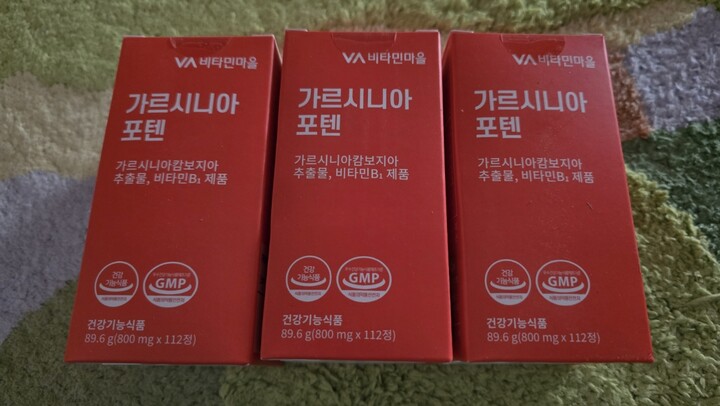 VA 비타민마을
가르시니아
포텐
가르시니아캄보지아
추출물, 비타민B₁ 제품
건강
기능식품
GMP
건강기능식품
89.6 g(800 mg x 112정)
VA 비타민마을
가르시니아
포텐
가르시니아캄보지아
추출물, 비타민B₁ 제품
건강
기능식품
GMP
건강기능식품
89.6 g(800 mg x 112정)
VA 비타민마을
가르시니아
포텐
가르시니아캄보지아
추출물, 비타민B₁ 제품
건강
기능식품
GMP
건강기능식품
89.6 g(800 mg x 112정)